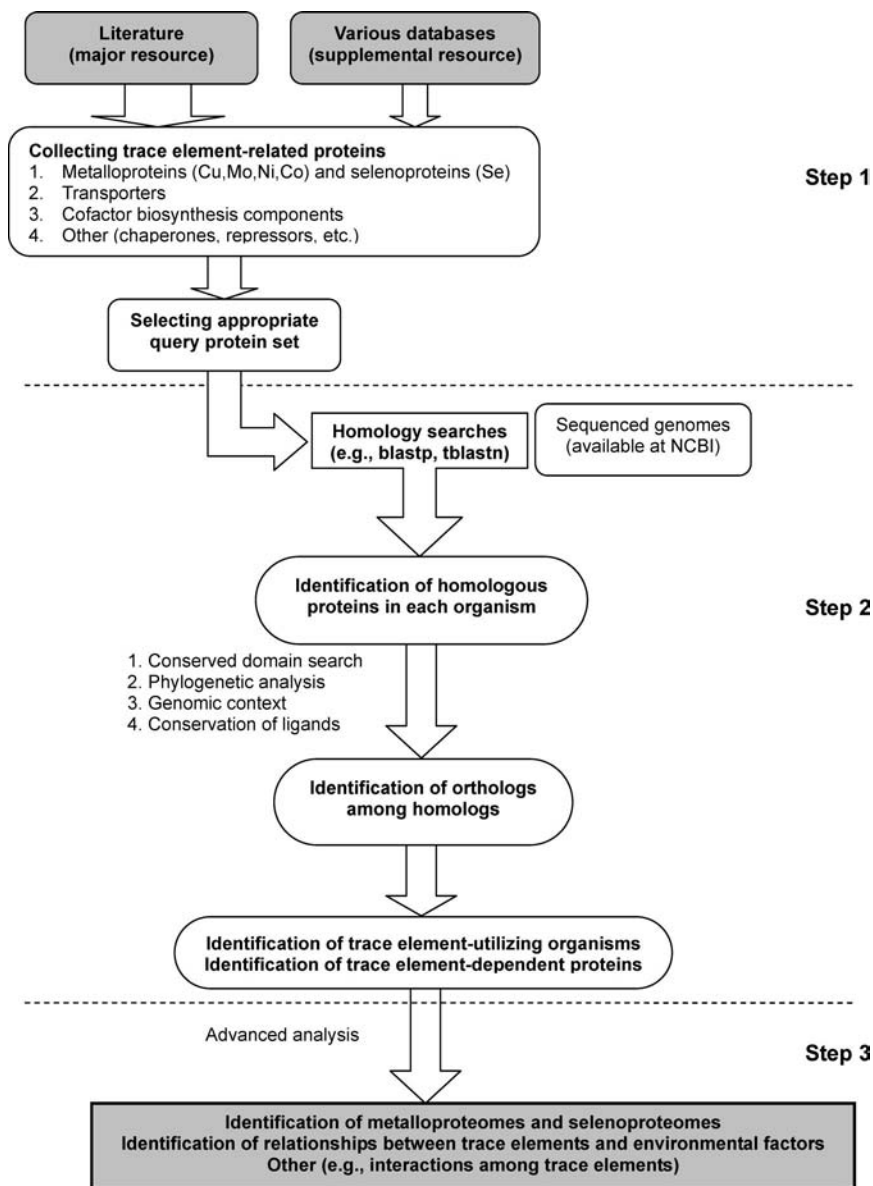 Literature
(major resource)
Various databases
(supplemental resource)
Collecting trace element-related proteins
1. Metalloproteins (Cu,Mo,Ni,Co) and selenoproteins (Se)
2. Transporters
3. Cofactor biosynthesis components
4. Other (chaperones, repressors, etc.)
Step 1
Selecting appropriate
query protein set
Homology searches
(e.g., blastp, tblastn)
Sequenced genomes
(available at NCBI)
Identification of homologous
proteins in each organism
Step 2
1. Conserved domain search
2. Phylogenetic analysis
3. Genomic context
4. Conservation of ligands
Identification of orthologs
among homologs
Identification of trace element-utilizing organisms
Identification of trace element-dependent proteins
Advanced analysis
Step 3
Identification of metalloproteomes and selenoproteomes
Identification of relationships between trace elements and environmental factors
Other (e.g., interactions among trace elements)